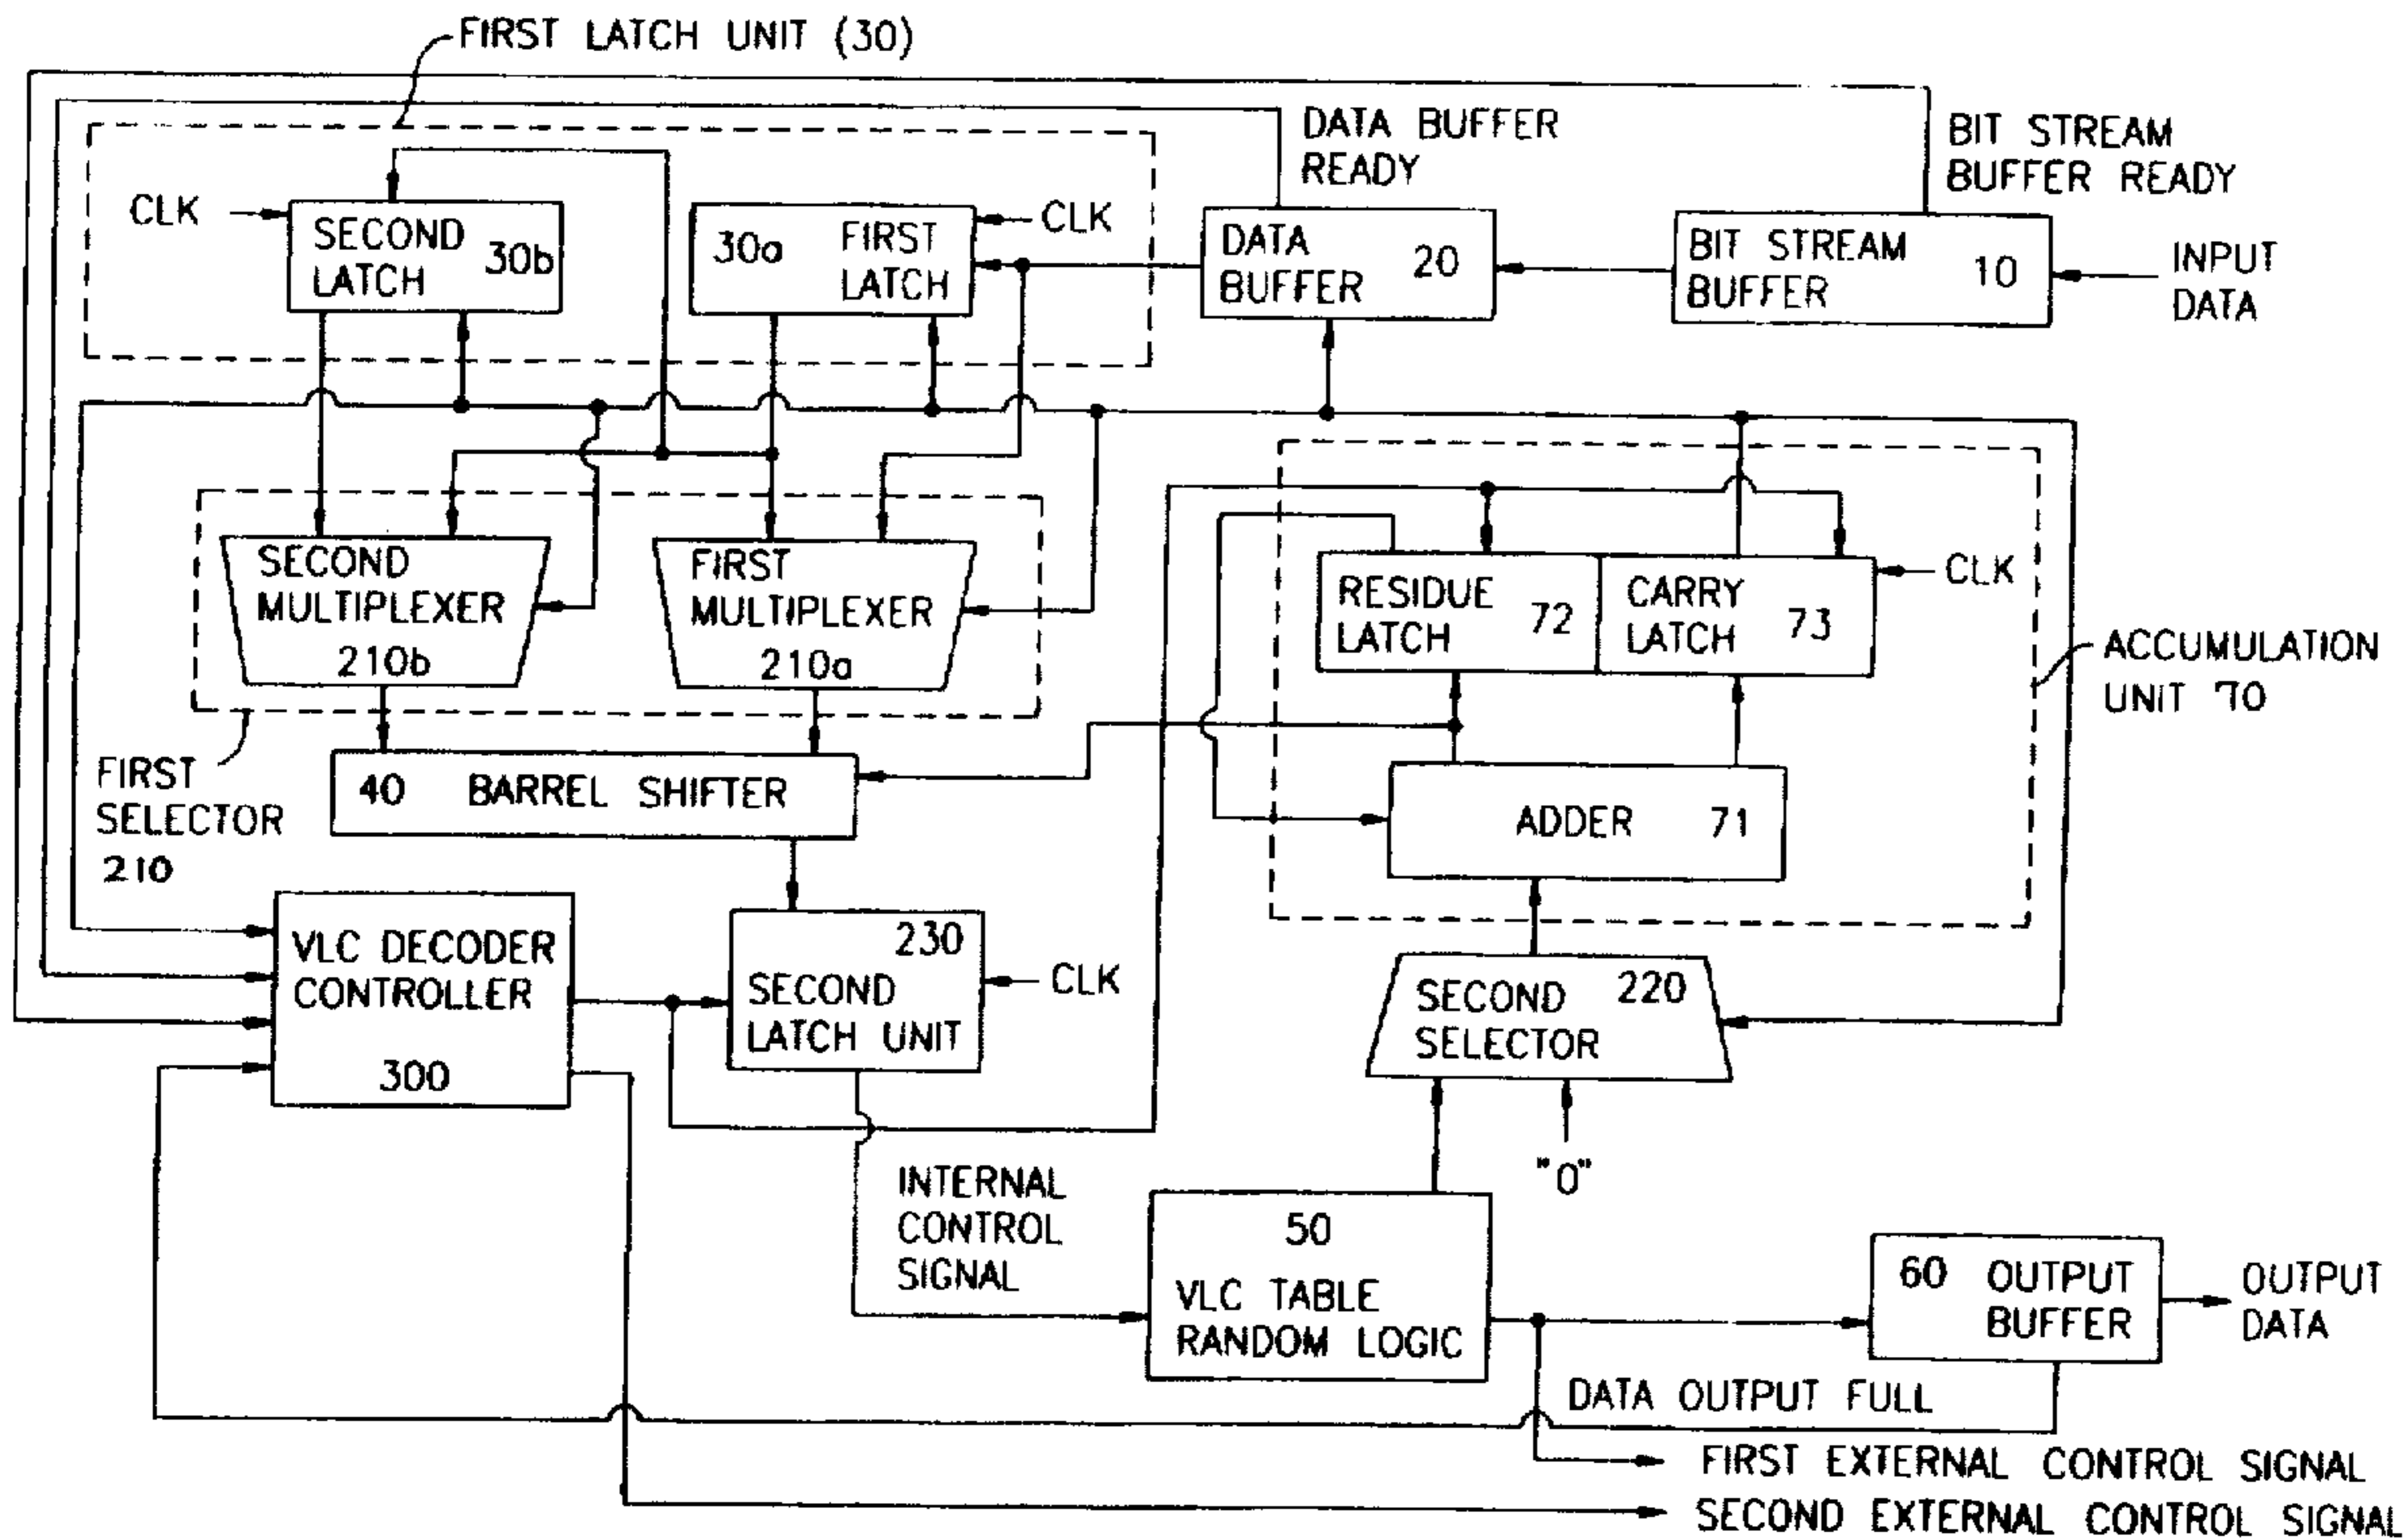 FIRST LATCH UNIT (30)
DATA BUFFER
READY
BIT STREAM
BUFFER READY
CLK
SECOND
LATCH
30b
30a
FIRST
LATCH
CLK
DATA
BUFFER
20
BIT STREAM
BUFFER
10
INPUT
DATA
SECOND
MULTIPLEXER
210b
FIRST
MULTIPLEXER
210a
RESIDUE
LATCH
72
CARRY
LATCH
73
CLK
ACCUMULATION
UNIT 70
FIRST
SELECTOR
210
40 BARREL SHIFTER
ADDER 71
VLC DECODER
CONTROLLER
300
230
SECOND
LATCH UNIT
CLK
SECOND
SELECTOR
220
"0"
INTERNAL
CONTROL
SIGNAL
50
VLC TABLE
RANDOM LOGIC
60 OUTPUT
BUFFER
OUTPUT
DATA
DATA OUTPUT FULL
FIRST EXTERNAL CONTROL SIGNAL
SECOND EXTERNAL CONTROL SIGNAL